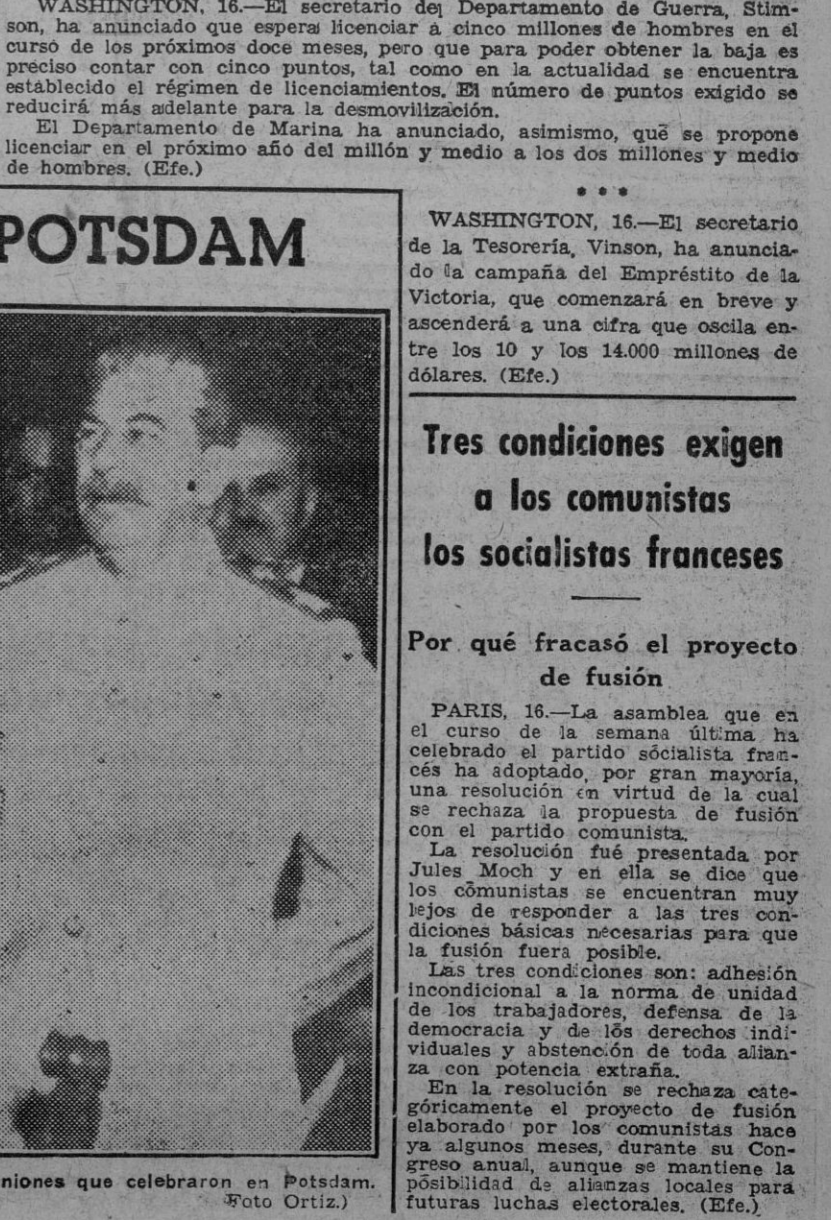 WASHINGTON, 16.—El secretario del Departamento de Guerra, Stim-
son, ha anunciado que espera licenciar a cinco millones de hombres en el
curso de los próximos doce meses, pero que para poder obtener la baja es
preciso contar con cinco puntos, tal como en la actualidad se encuentra
establecido el régimen de licenciamientos. El número de puntos exigido se
reducirá más adelante para la desmovilización.
El Departamento de Marina ha anunciado, asimismo, que se propone
licenciar en el próximo año del millón y medio a los dos millones y medio
de hombres. (Efe.)
POTSDAM
niones que celebraron en Potsdam.
Foto Ortiz.)
* * *
WASHINGTON, 16.—El secretario
de la Tesorería, Vinson, ha anuncia-
do la campaña del Empréstito de la
Victoria, que comenzará en breve y
ascenderá a una cifra que oscila en-
tre los 10 y los 14.000 millones de
dólares. (Efe.)
Tres condiciones exigen
a los comunistas
los socialistas franceses
Por qué fracasó el proyecto
de fusión
PARIS, 16.—La asamblea que en
el curso de la semana última ha
celebrado el partido socialista fran-
cés ha adoptado, por gran mayoría,
una resolución en virtud de la cual
se rechaza la propuesta de fusión
con el partido comunista.
La resolución fué presentada por
Jules Moch y en ella se dice que
los comunistas se encuentran muy
lejos de responder a las tres con-
diciones básicas necesarias para que
la fusión fuera posible.
Las tres condiciones son: adhesión
incondicional a la norma de unidad
de los trabajadores, defensa de la
democracia y de los derechos indi-
viduales y abstención de toda alian-
za con potencia extraña.
En la resolución se rechaza cate-
góricamente el proyecto de fusión
elaborado por los comunistas hace
ya algunos meses, durante su Con-
greso anual, aunque se mantiene la
posibilidad de alianzas locales para
futuras luchas electorales. (Efe.)